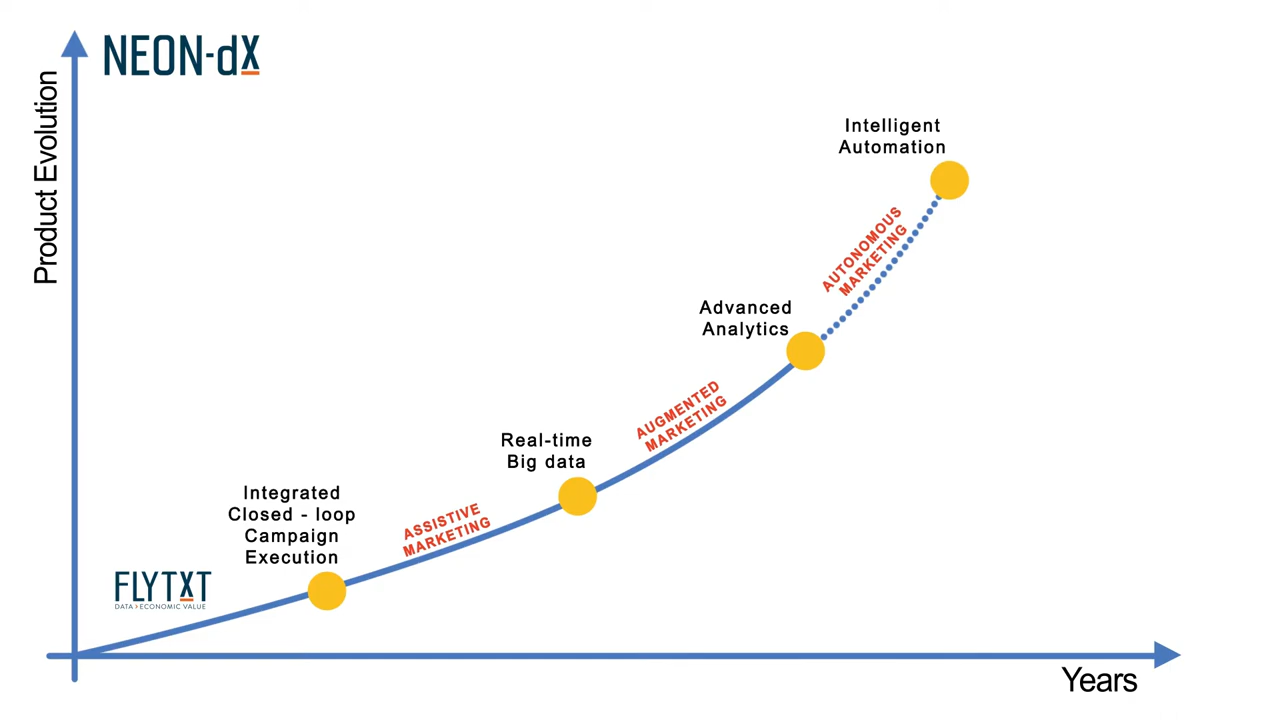 NEON-dX
Product Evolution
Intelligent
Automation
AUTONOMOUS
MARKETING
Advanced
Analytics
AUGMENTED
MARKETING
Real-time
Big data
ASSISTIVE
MARKETING
Integrated
Closed - loop
Campaign
Execution
FLYTXT
DATA > ECONOMIC VALUE
Years